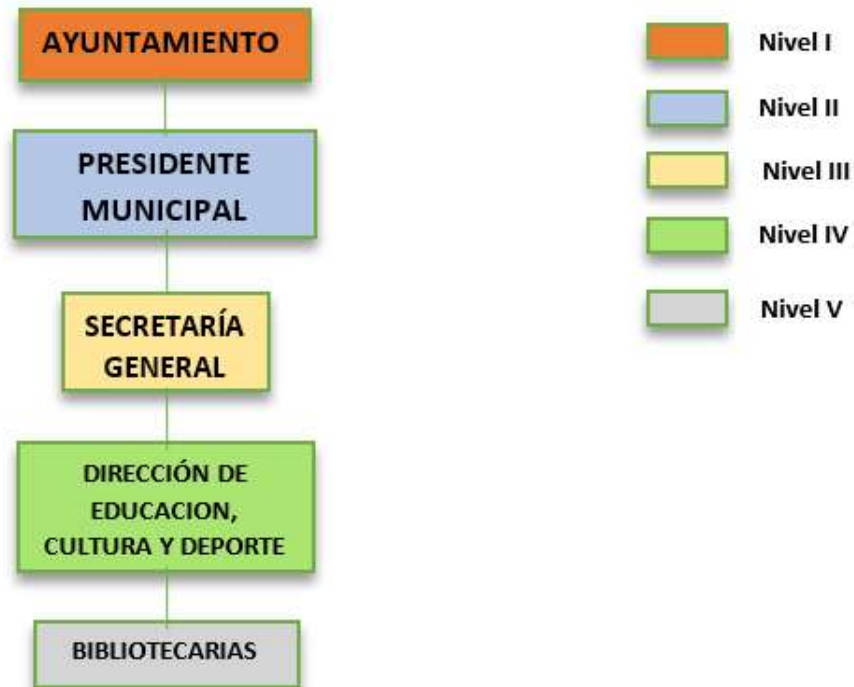 AYUNTAMIENTO
PRESIDENTE
MUNICIPAL
SECRETARÍA
GENERAL
DIRECCIÓN DE
EDUCACION,
CULTURA Y DEPORTE
BIBLIOTECARIAS
Nivel I
Nivel II
Nivel III
Nivel IV
Nivel V